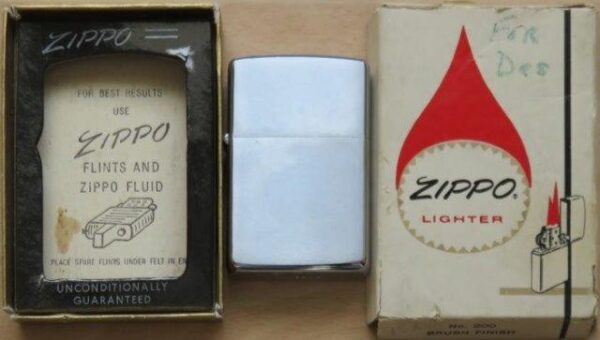 ZIPPO
FOR BEST RESULTS
USE
ZIPPO
FLINTS AND
ZIPPO FLUID
PLACE SPARE FLINTS UNDER FELT IN EN
UNCONDITIONALLY
GUARANTEED
FOR
Des
ZIPPO®
LIGHTER
No. 200
BRUSH FINISH